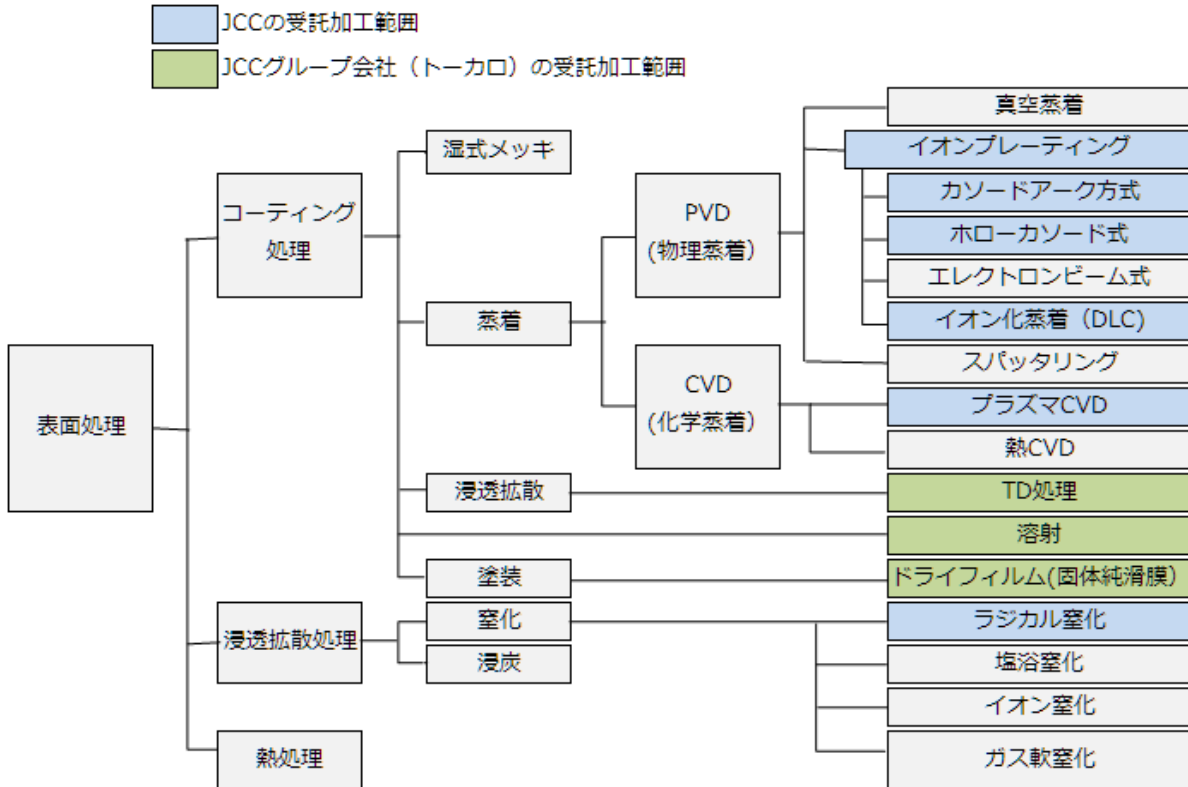 JCCの受託加工範囲
JCCグループ会社（トーカロ）の受託加工範囲
表面処理
コーティング
処理
浸透拡散処理
熱処理
湿式メッキ
蒸着
浸透拡散
塗装
窒化
浸炭
PVD
(物理蒸着）
CVD
(化学蒸着）
真空蒸着
イオンプレーティング
カソードアーク方式
ホローカソード式
エレクトロンビーム式
イオン化蒸着（DLC)
スパッタリング
プラズマCVD
熱CVD
TD処理
溶射
ドライフィルム(固体純滑膜）
ラジカル窒化
塩浴窒化
イオン窒化
ガス軟窒化